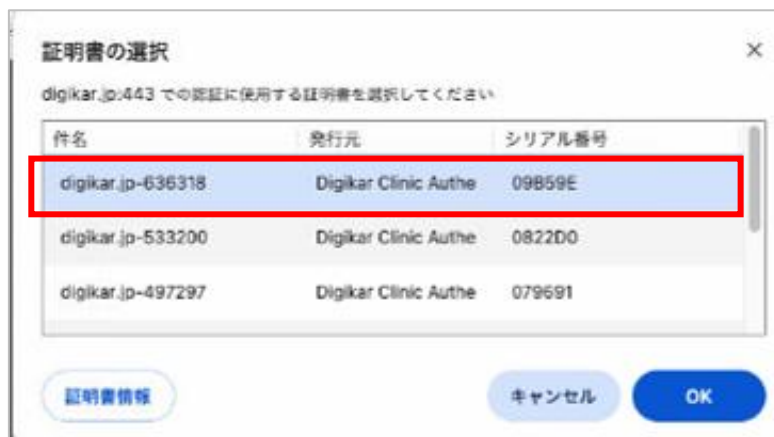 証明書の選択
digikar.jp:443 での認証に使用する証明書を選択してください
件名 発行元 シリアル番号
digikar.jp-636318 Digikar Clinic Authe 09B59E
digikar.jp-533200 Digikar Clinic Authe 0822D0
digikar.jp-497297 Digikar Clinic Authe 079691
証明書情報 キャンセル OK